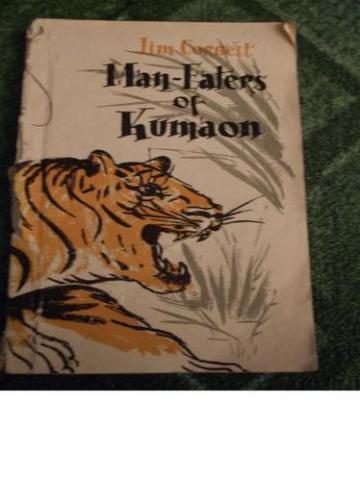 Jim Corbett
Man-Eaters
of
Kumaon